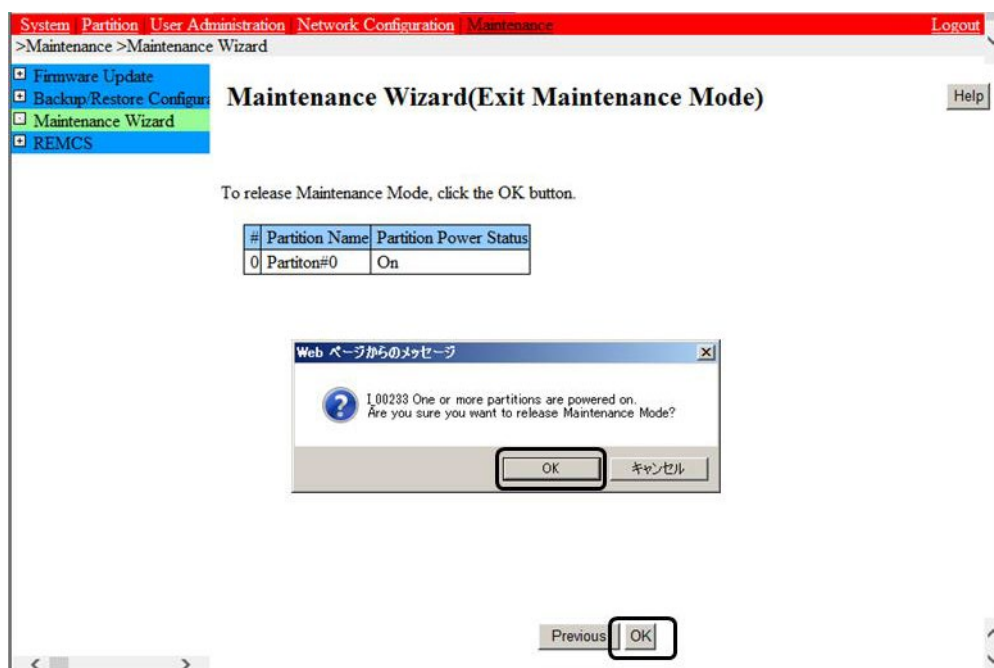 System | Partition | User Administration | Network Configuration | Maintenance Logout
>Maintenance >Maintenance Wizard
Firmware Update
Backup/Restore Configura
Maintenance Wizard
REMCS
Maintenance Wizard(Exit Maintenance Mode)
Help
To release Maintenance Mode, click the OK button.
# Partition Name Partition Power Status
0 Partiton#0 On
Web ページからのメッセージ
I_00233 One or more partitions are powered on.
Are you sure you want to release Maintenance Mode?
OK キャンセル
Previous OK